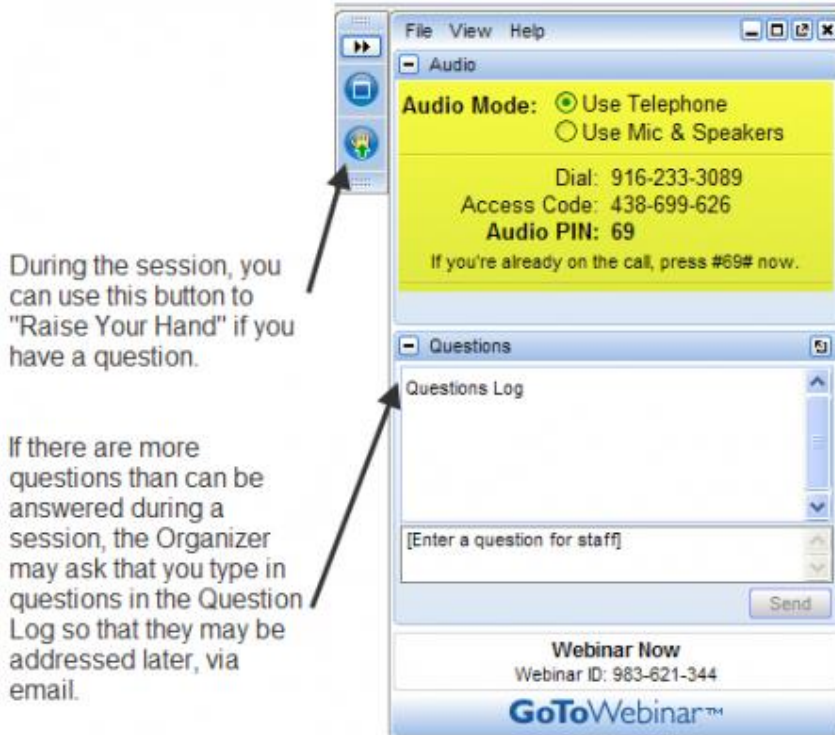 During the session, you
can use this button to
"Raise Your Hand" if you
have a question.
If there are more
questions than can be
answered during a
session, the Organizer
may ask that you type in
questions in the Question
Log so that they may be
addressed later, via
email.
File View Help
Audio
Audio Mode: Use Telephone
Use Mic & Speakers
Dial: 916-233-3089
Access Code: 438-699-626
Audio PIN: 69
If you're already on the call, press #69# now.
Questions
Questions Log
[Enter a question for staff]
Send
Webinar Now
Webinar ID: 983-621-344
GoToWebinar™